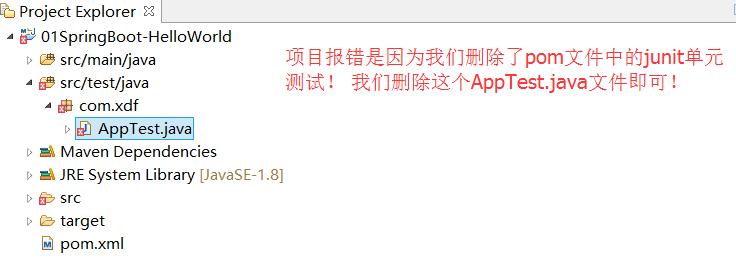 Project Explorer
01SpringBoot-HelloWorld
src/main/java
src/test/java
com.xdf
AppTest.java
Maven Dependencies
JRE System Library [JavaSE-1.8]
src
target
pom.xml
项目报错是因为我们删除了pom文件中的junit单元
测试! 我们删除这个AppTest.java文件即可!